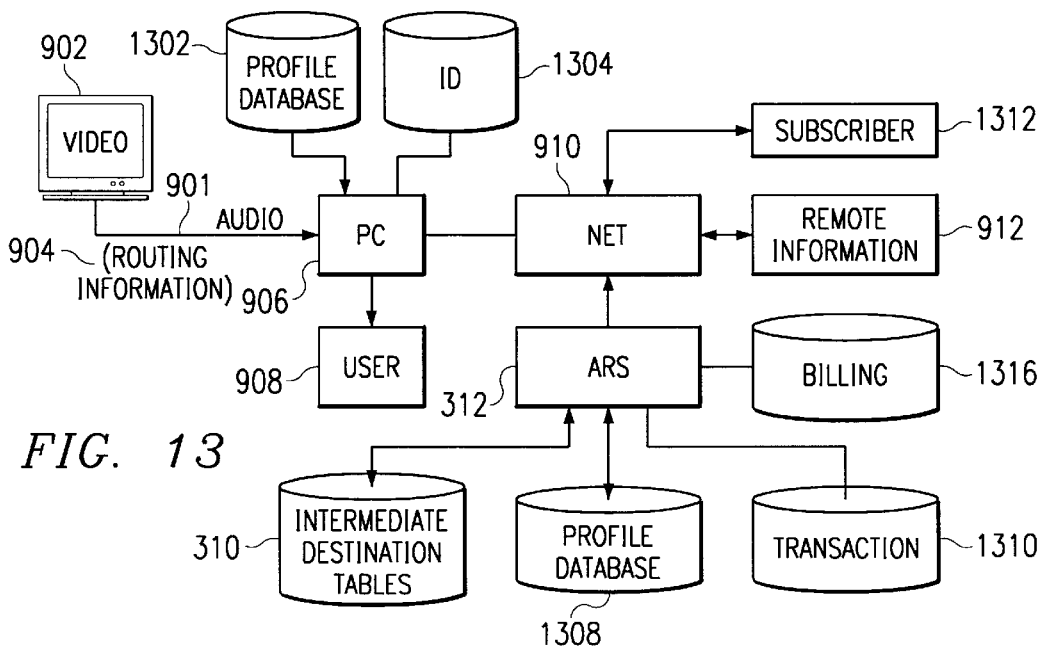 1302
902
PROFILE
DATABASE
ID
1304
VIDEO
910
SUBSCRIBER
1312
901
AUDIO
PC
NET
REMOTE
INFORMATION
912
904
(ROUTING
INFORMATION)
906
USER
908
ARS
312
BILLING
1316
FIG. 13
310
INTERMEDIATE
DESTINATION
TABLES
PROFILE
DATABASE
TRANSACTION
1310
1308